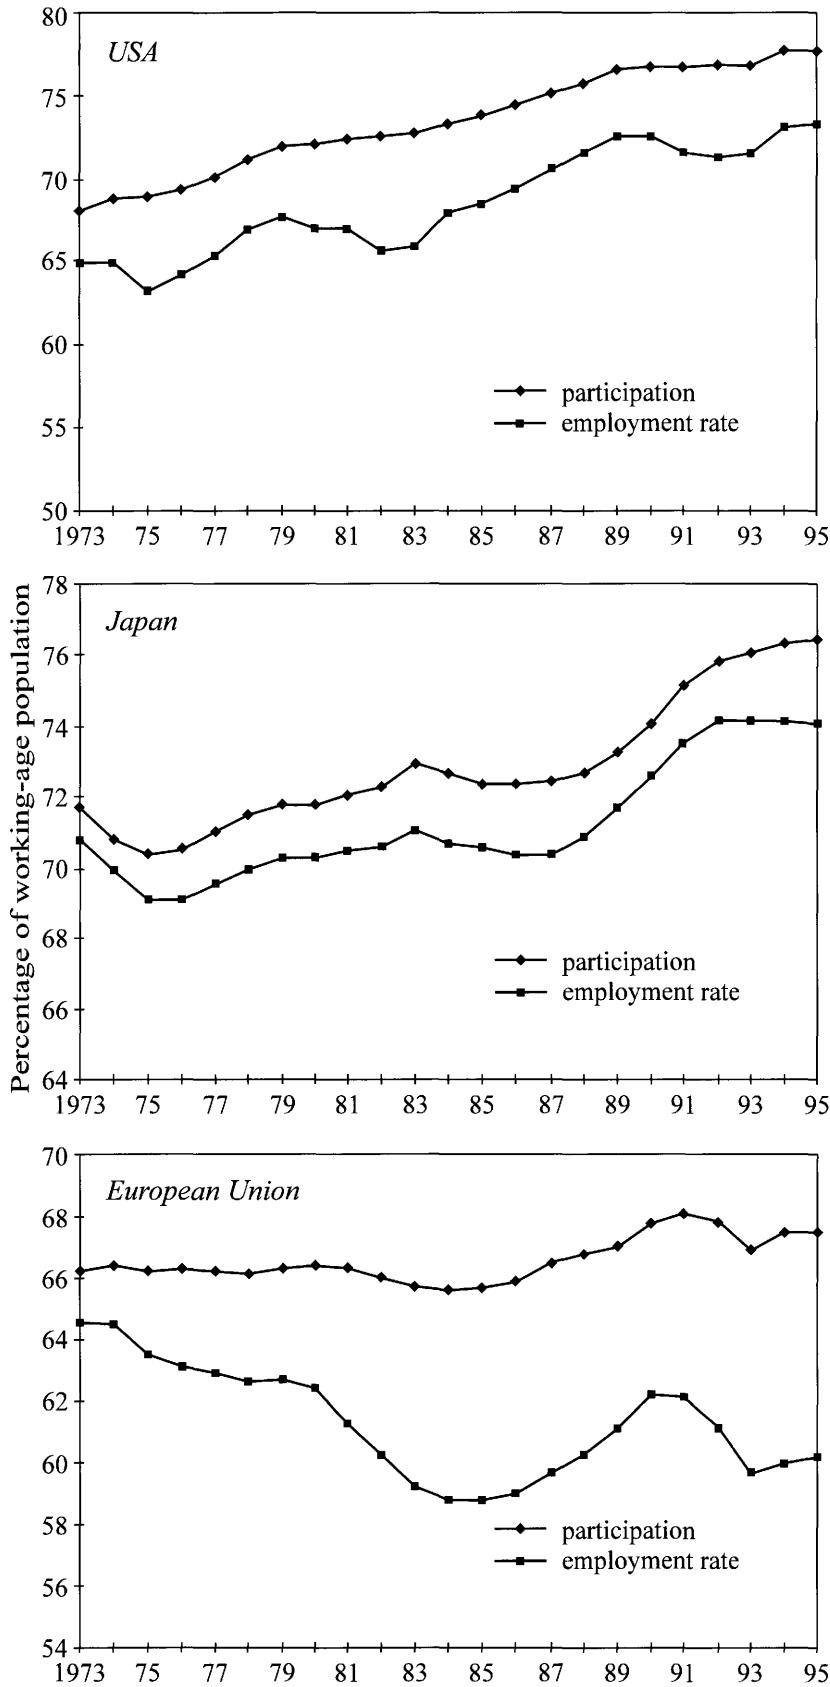 Percentage of working-age population
USA
80
75
70
65
60
55
50
participation
employment rate
1973 75 77 79 81 83 85 87 89 91 93 95
Japan
78
76
74
72
70
68
66
64
participation
employment rate
1973 75 77 79 81 83 85 87 89 91 93 95
European Union
70
68
66
64
62
60
58
56
54
participation
employment rate
1973 75 77 79 81 83 85 87 89 91 93 95